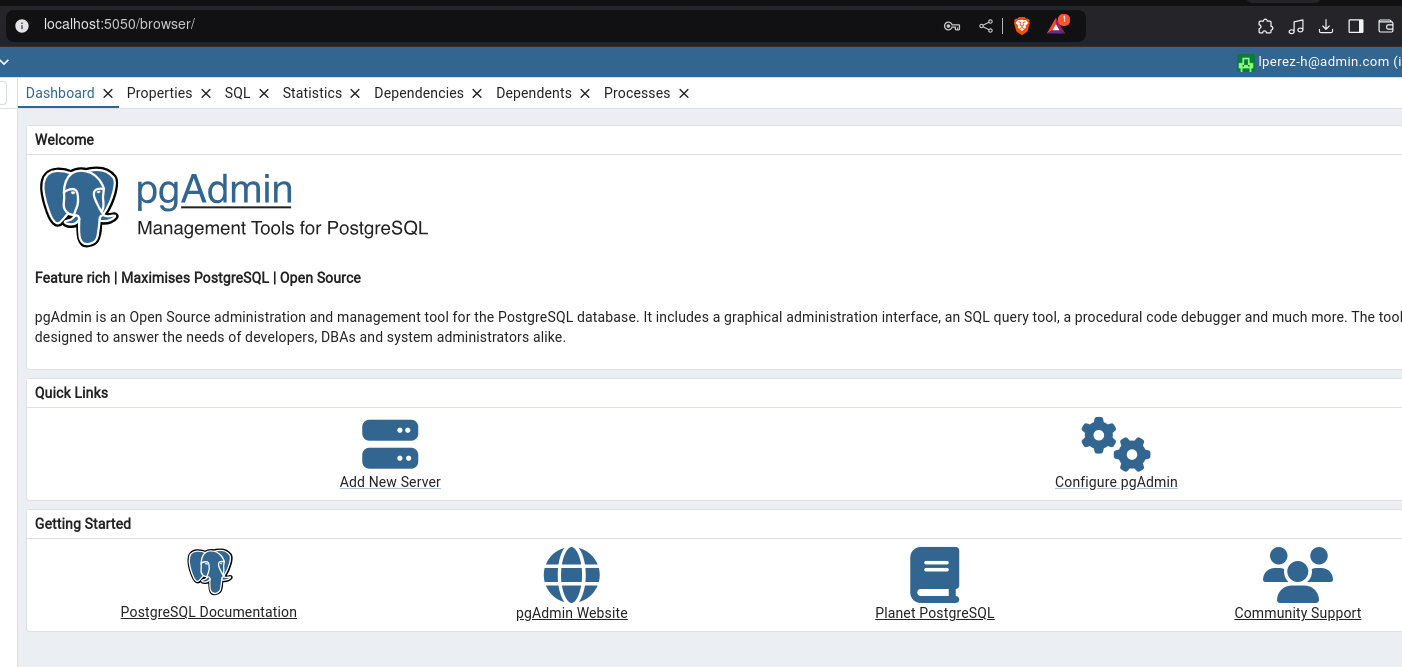 localhost:5050/browser/
1
lperez-h@admin.com (i
Dashboard Properties SQL Statistics Dependencies Dependents Processes
Welcome
pgAdmin
Management Tools for PostgreSQL
Feature rich | Maximises PostgreSQL | Open Source
pgAdmin is an Open Source administration and management tool for the PostgreSQL database. It includes a graphical administration interface, an SQL query tool, a procedural code debugger and much more. The tool
designed to answer the needs of developers, DBAs and system administrators alike.
Quick Links
Add New Server Configure pgAdmin
Getting Started
PostgreSQL Documentation pgAdmin Website Planet PostgreSQL Community Support